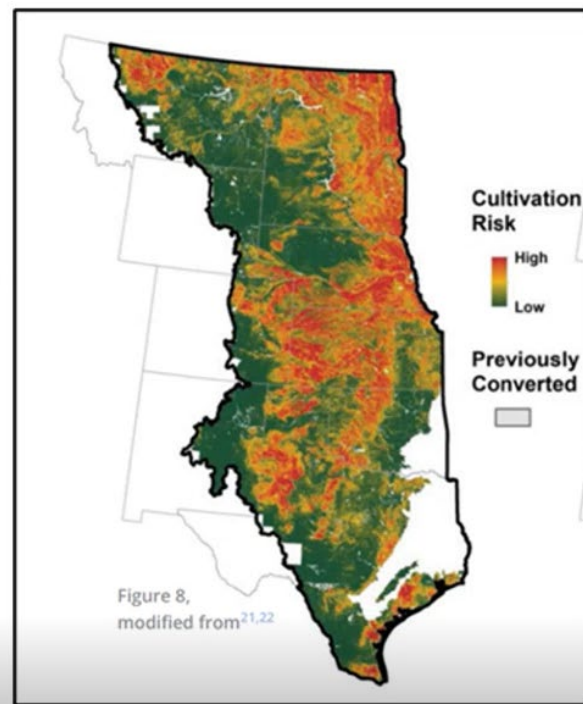 Cultivation
Risk
High
Low
Previously
Converted
Figure 8,
modified from21,22